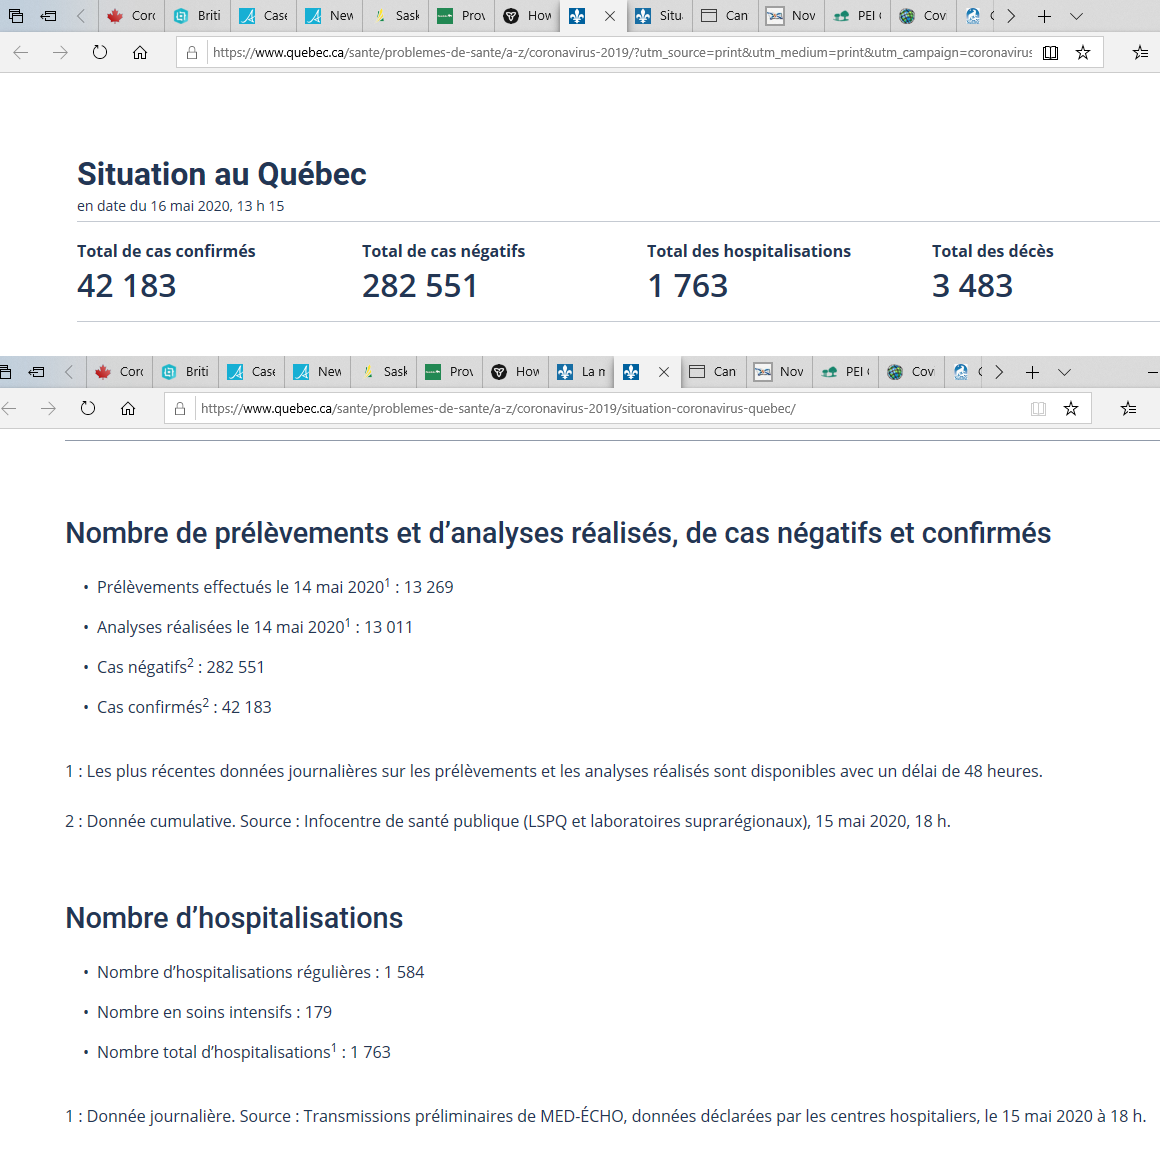 Corc Briti Case New Sask Prov How Situ Can Nov PEI Cov
https://www.quebec.ca/sante/problemes-de-sante/a-z/coronavirus-2019/?utm_source=print&utm_medium=print&utm_campaign=coronavirus
Situation au Québec
en date du 16 mai 2020, 13 h 15
Total de cas confirmés Total de cas négatifs Total des hospitalisations Total des décès
42 183 282 551 1 763 3 483
Corc Briti Case New Sask Prov How La m Can Nov PEI Cov
https://www.quebec.ca/sante/problemes-de-sante/a-z/coronavirus-2019/situation-coronavirus-quebec/
Nombre de prélèvements et d’analyses réalisés, de cas négatifs et confirmés
• Prélèvements effectués le 14 mai 2020¹ : 13 269
• Analyses réalisées le 14 mai 2020¹ : 13 011
• Cas négatifs² : 282 551
• Cas confirmés² : 42 183
1 : Les plus récentes données journalières sur les prélèvements et les analyses réalisés sont disponibles avec un délai de 48 heures.
2 : Donnée cumulative. Source : Infocentre de santé publique (LSPQ et laboratoires suprarégionaux), 15 mai 2020, 18 h.
Nombre d’hospitalisations
• Nombre d’hospitalisations régulières : 1 584
• Nombre en soins intensifs : 179
• Nombre total d’hospitalisations¹ : 1 763
1 : Donnée journalière. Source : Transmissions préliminaires de MED-ÉCHO, données déclarées par les centres hospitaliers, le 15 mai 2020 à 18 h.